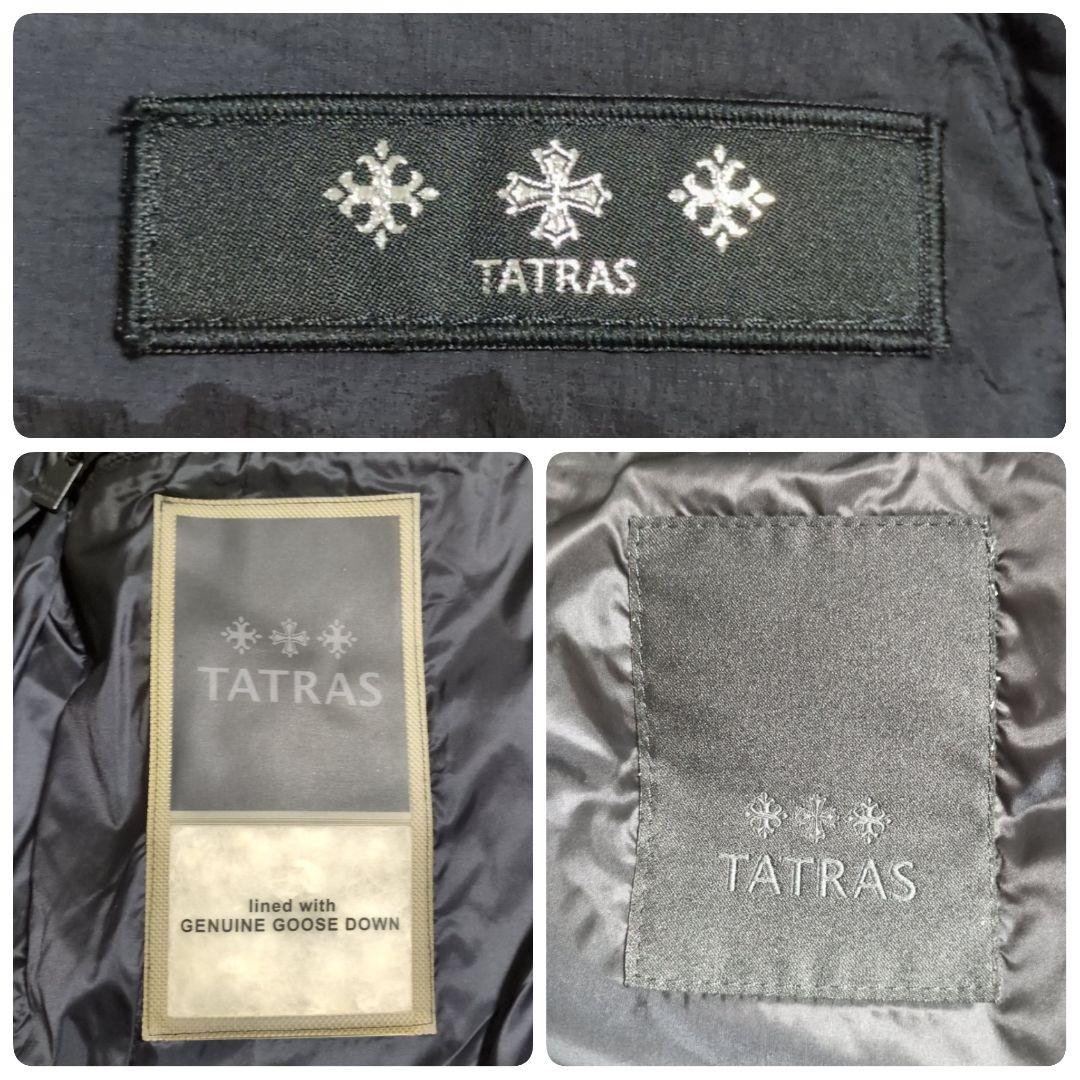 TATRAS
TATRAS
lined with
GENUINE GOOSE DOWN
TATRAS